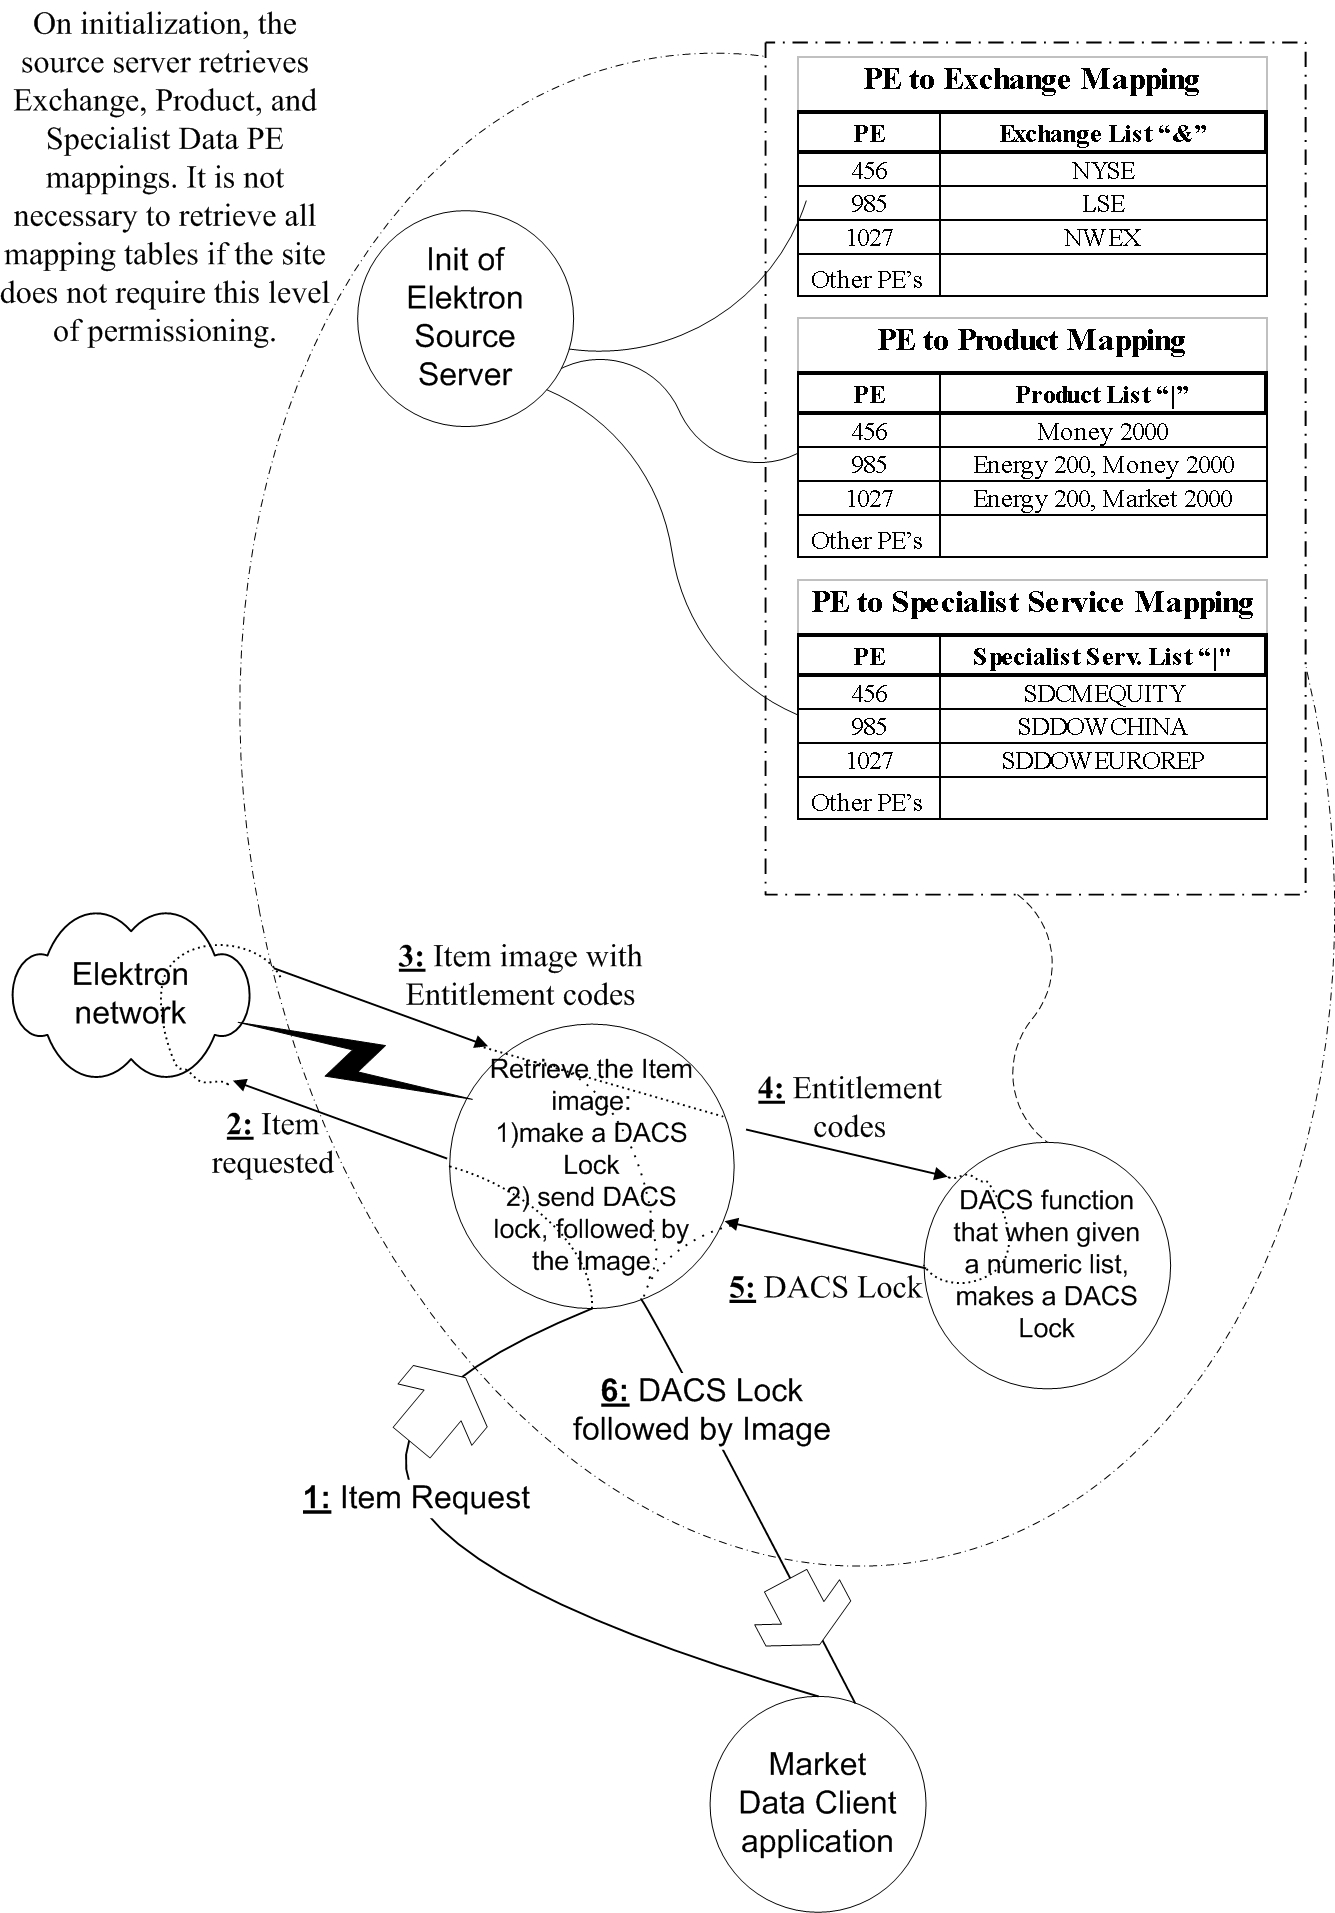 On initialization, the
source server retrieves
Exchange, Product, and
Specialist Data PE
mappings. It is not
necessary to retrieve all
mapping tables if the site
does not require this level
of permissioning.
Init of
Elektron
Source
Server
PE to Exchange Mapping
PE Exchange List “&”
456 NYSE
985 LSE
1027 NWEX
Other PE’s
PE to Product Mapping
PE Product List “|”
456 Money 2000
985 Energy 200, Money 2000
1027 Energy 200, Market 2000
Other PE’s
PE to Specialist Service Mapping
PE Specialist Serv. List “|"
456 SDCMEQUITY
985 SDDOWCHINA
1027 SDDOWEUROREP
Other PE’s
Elektron
network
3: Item image with
Entitlement codes
2: Item
requested
Retrieve the Item
image:
1)make a DACS
Lock
2) send DACS
lock, followed by
the Image
4: Entitlement
codes
5: DACS Lock
DACS function
that when given
a numeric list,
makes a DACS
Lock
6: DACS Lock
followed by Image
1: Item Request
Market
Data Client
application